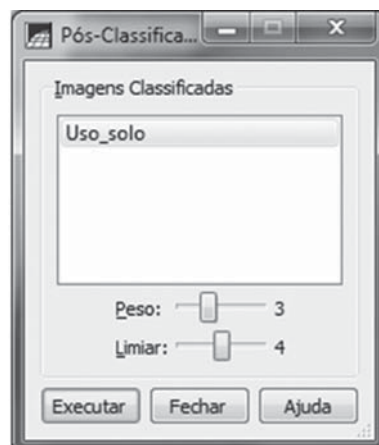 Pós-Classifica...
Imagens Classificadas
Uso_solo
Peso: 3
Limiar: 4
Executar Fechar Ajuda